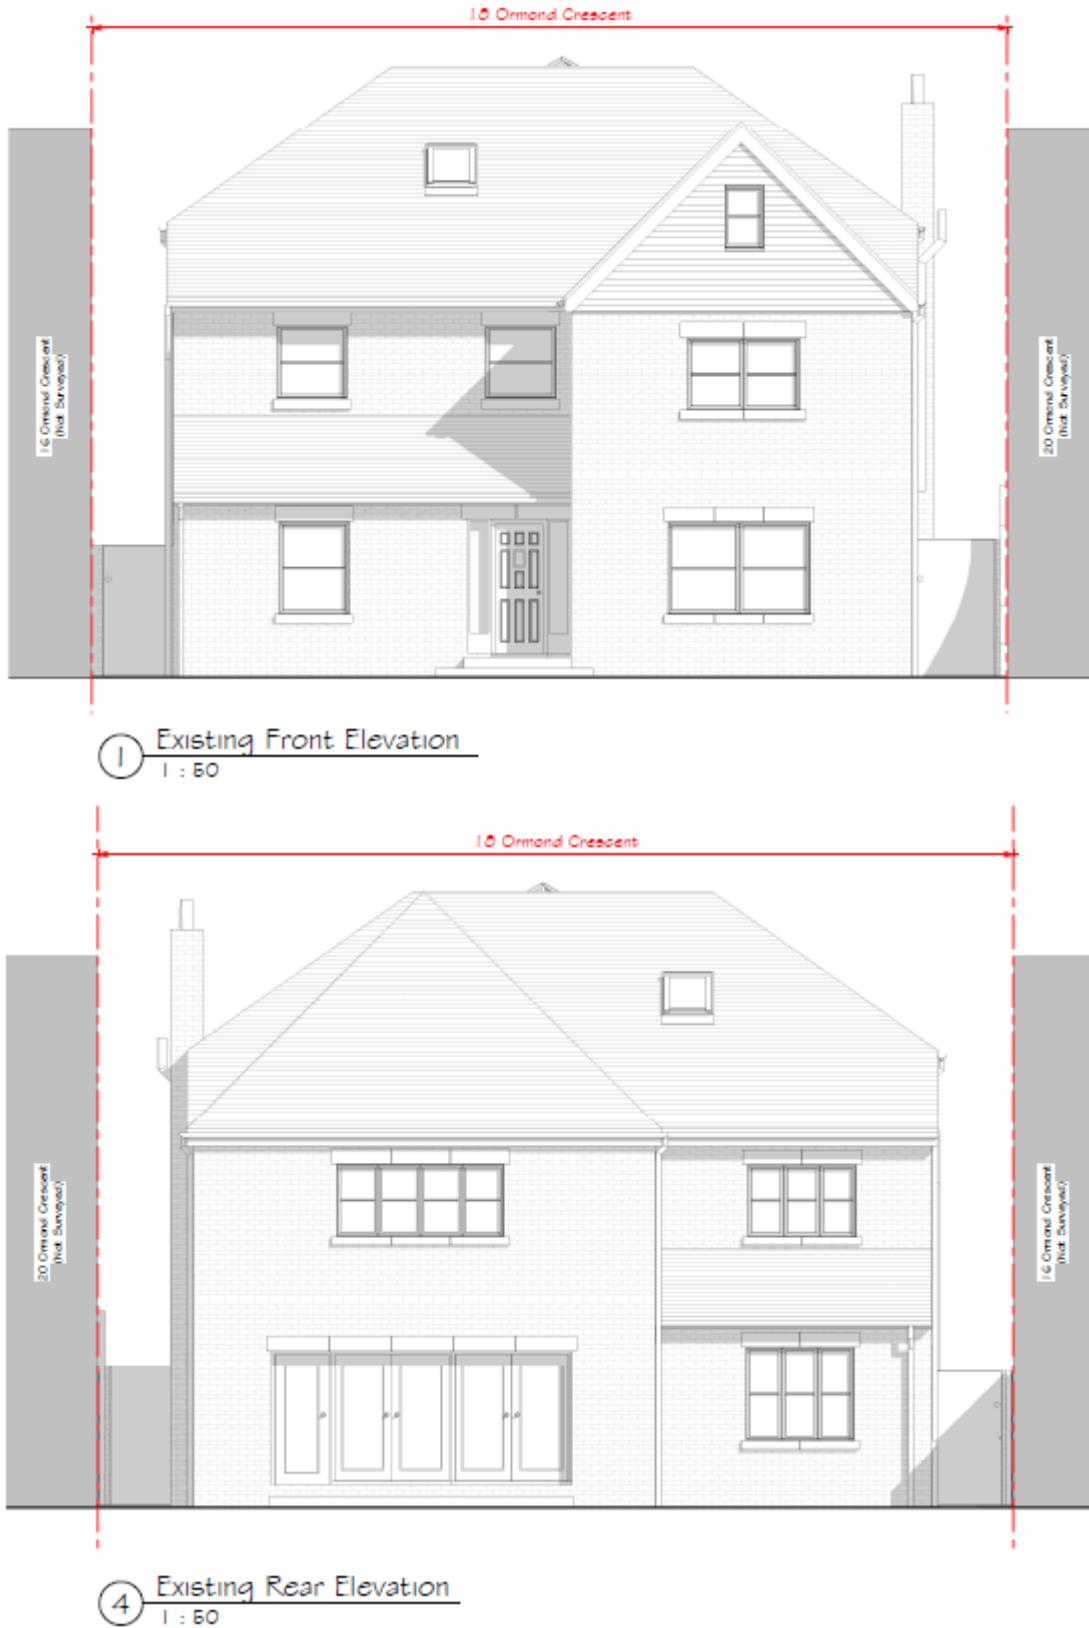 18 Ormond Crescent
16 Ormond Crescent
(Not Surveyed)
20 Ormond Crescent
(Not Surveyed)
1
Existing Front Elevation
1 : 50
18 Ormond Crescent
20 Ormond Crescent
(Not Surveyed)
16 Ormond Crescent
(Not Surveyed)
4
Existing Rear Elevation
1 : 50